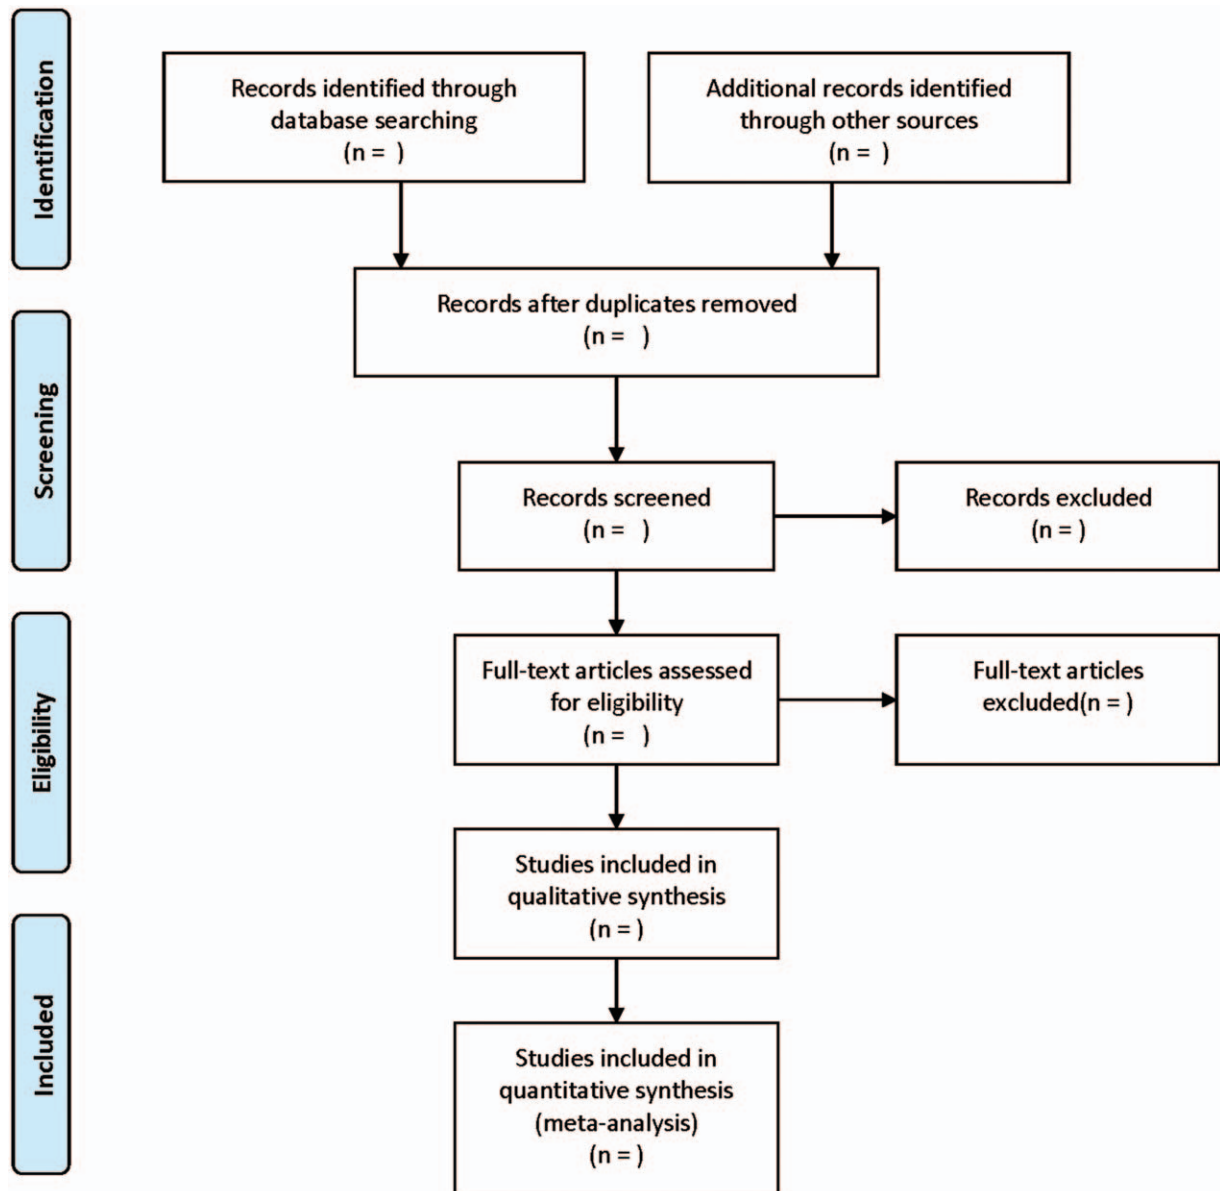 Identification
Records identified through
database searching
(n =  )
Additional records identified
through other sources
(n =  )
Records after duplicates removed
(n =   )
Screening
Records screened
(n =   )
Records excluded
(n = )
Eligibility
Full-text articles assessed
for eligibility
(n =   )
Full-text articles
excluded(n = )
Studies included in
qualitative synthesis
(n = )
Included
Studies included in
quantitative synthesis
(meta-analysis)
(n = )